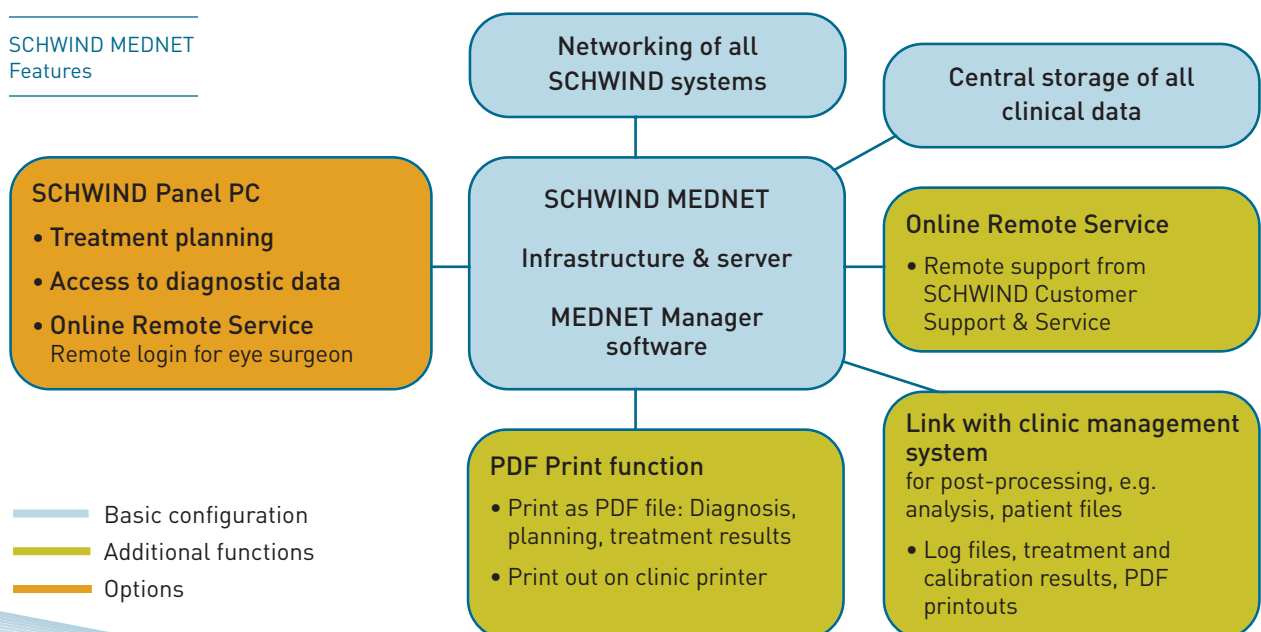 SCHWIND MEDNET
Features
Networking of all
SCHWIND systems
Central storage of all
clinical data
SCHWIND Panel PC
• Treatment planning
• Access to diagnostic data
• Online Remote Service
Remote login for eye surgeon
SCHWIND MEDNET
Infrastructure & server
MEDNET Manager
software
Online Remote Service
• Remote support from
SCHWIND Customer
Support & Service
PDF Print function
• Print as PDF file: Diagnosis,
planning, treatment results
• Print out on clinic printer
Link with clinic management
system
for post-processing, e.g.
analysis, patient files
• Log files, treatment and
calibration results, PDF
printouts
Basic configuration
Additional functions
Options